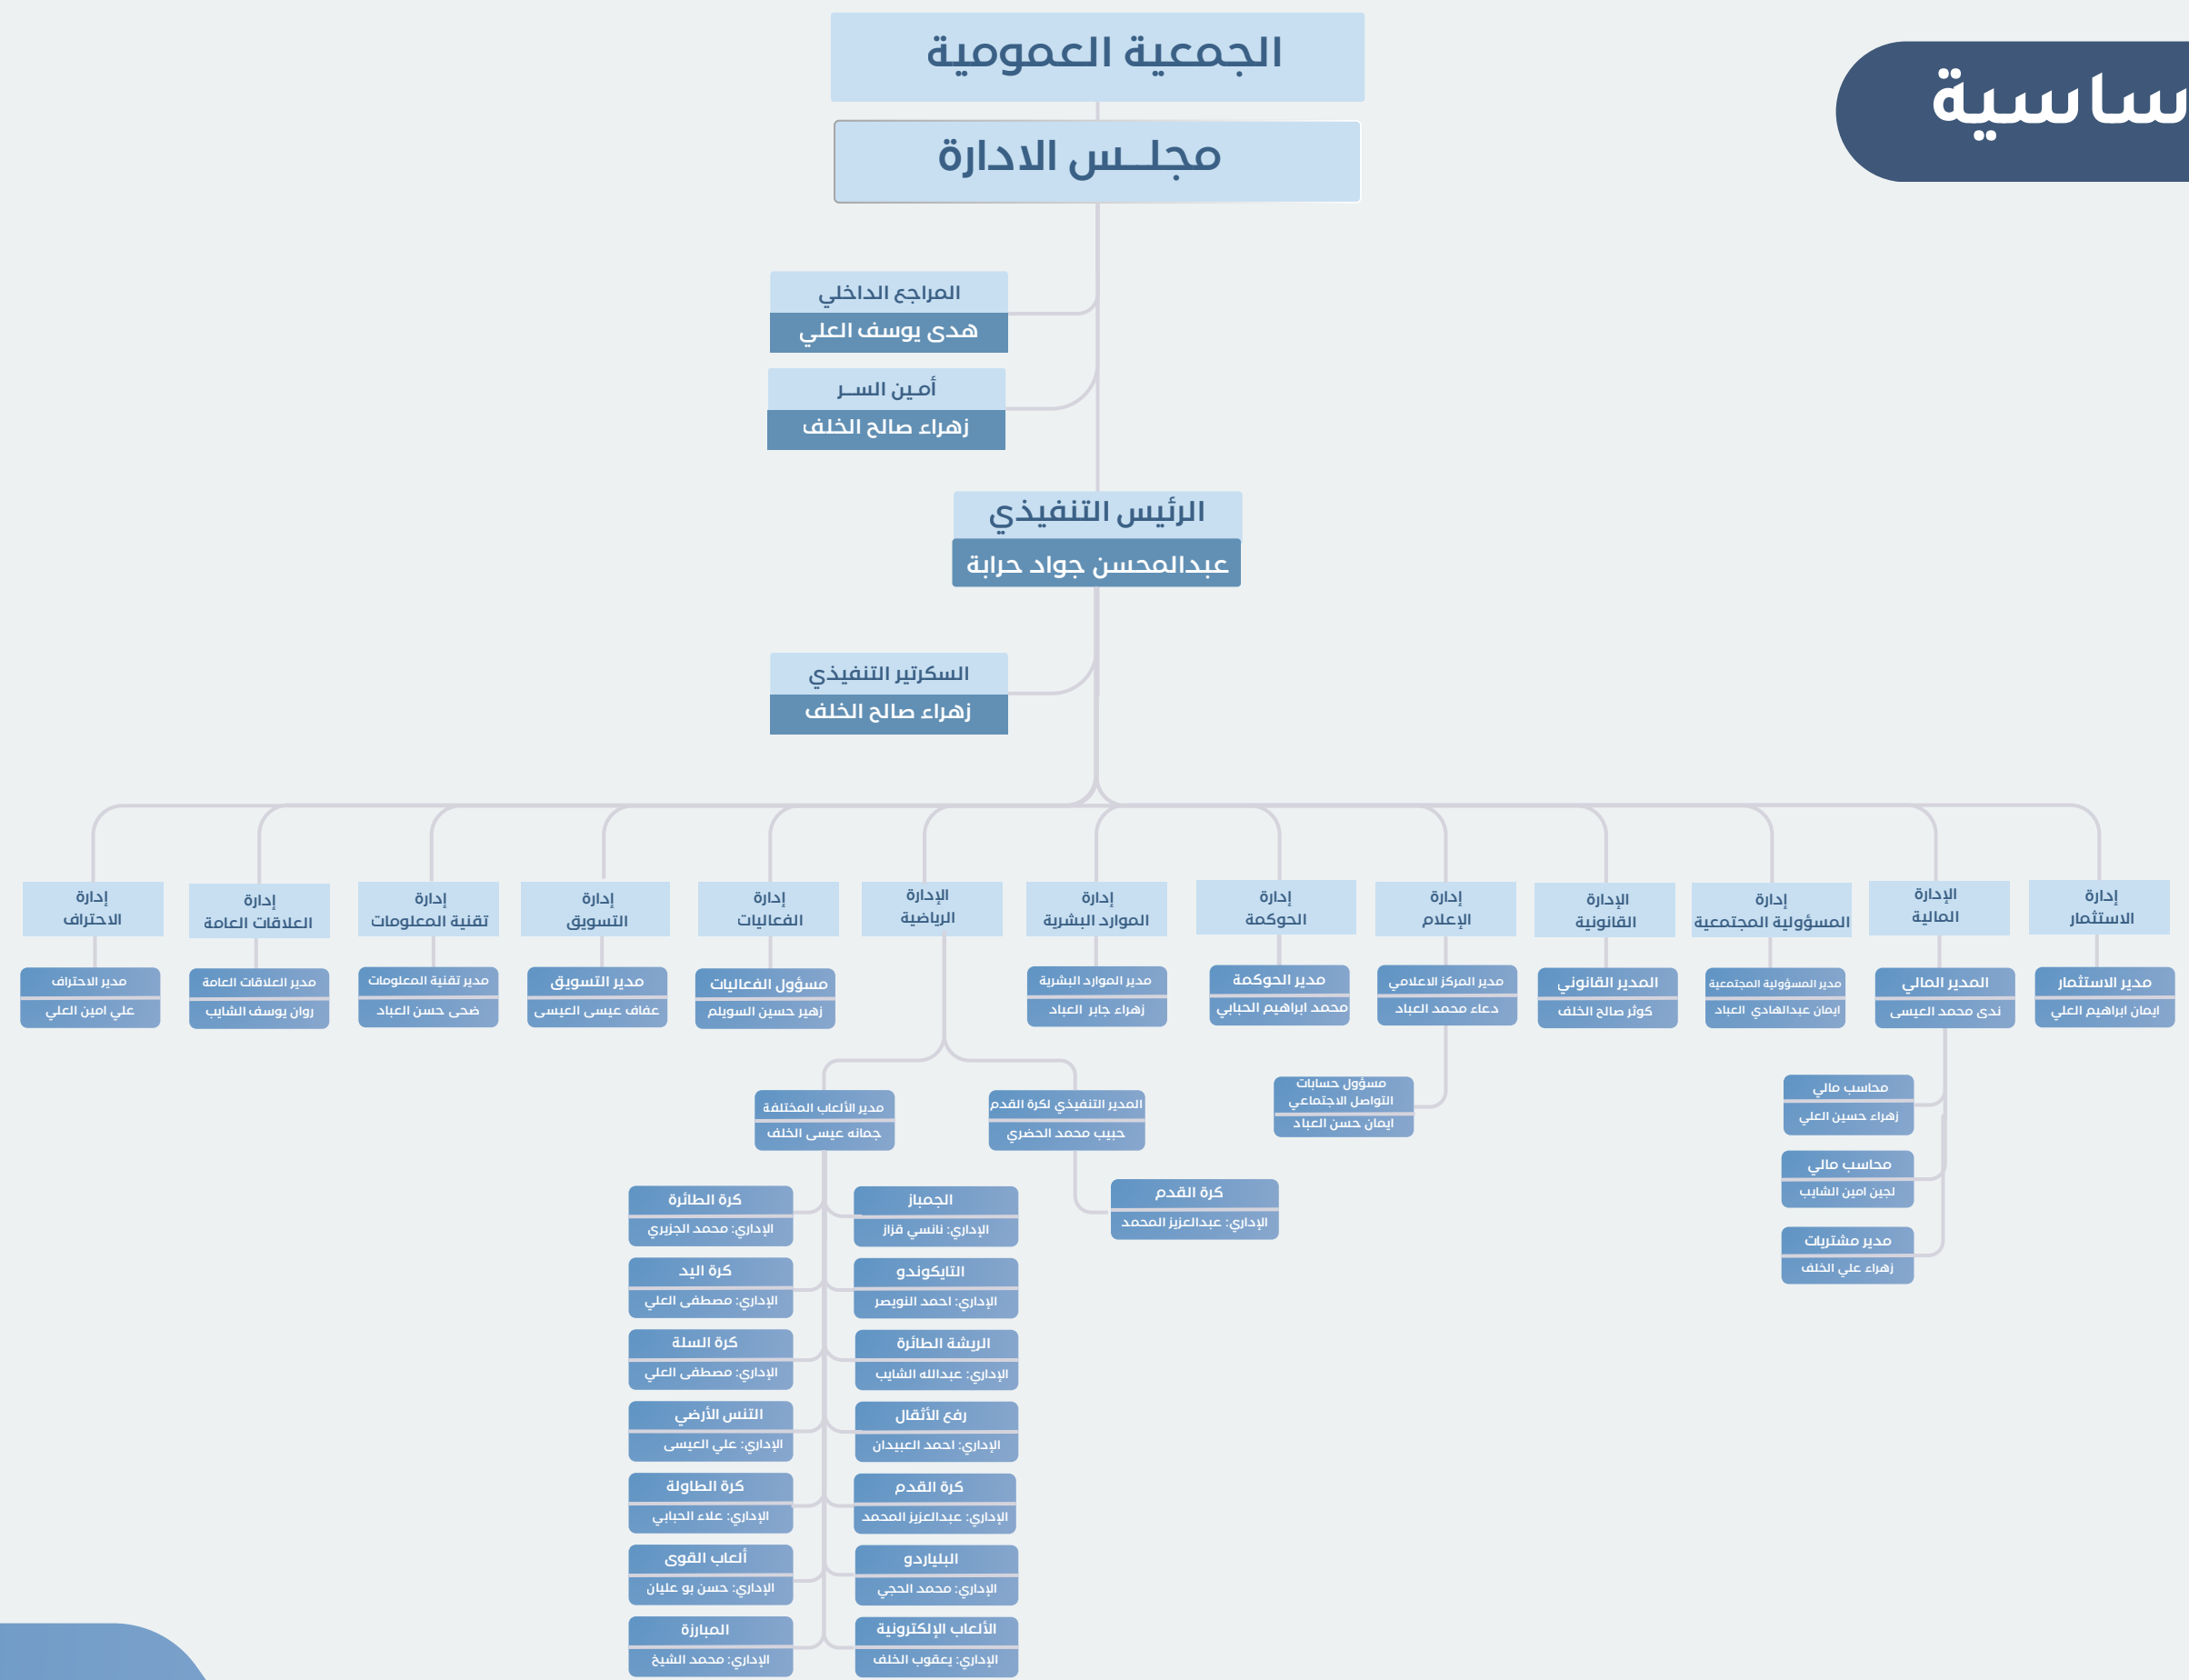 ساسية
الجمعية العمومية
مجلـــس الادارة
المراجع الداخلي
هدى يوسف العلي
أمـين الســر
زهراء صالح الخلف
الرئيس التنفيذي
عبدالمحسن جواد حرابة
السكرتير التنفيذي
زهراء صالح الخلف
إدارة
الاستثمار
مدير الاستثمار
ايمان ابراهيم العلي
الإدارة
المالية
المدير المالي
ندى محمد العيسى
محاسب مالي
زهراء حسين العلي
محاسب مالي
لجين امين الشايب
مدير مشتريات
زهراء علي الخلف
إدارة
المسؤولية المجتمعية
مدير المسؤولية المجتمعية
ايمان عبدالهادي العباد
الإدارة
القانونية
المدير القانوني
كوثر صالح الخلف
إدارة
الإعلام
مدير المركز الاعلامي
دعاء محمد العباد
مسؤول حسابات
التواصل الاجتماعي
ايمان حسن العباد
إدارة
الحوكمة
مدير الحوكمة
محمد ابراهيم الحبابي
إدارة
الموارد البشرية
مدير الموارد البشرية
زهراء جابر العباد
الإدارة
الرياضية
المدير التنفيذي لكرة القدم
حبيب محمد الحضري
كرة القدم
الإداري: عبدالعزيز المحمد
مدير الألعاب المختلفة
جمانه عيسى الخلف
الجمباز
الإداري: نانسي قزاز
التايكوندو
الإداري: احمد النويصر
الريشة الطائرة
الإداري: عبدالله الشايب
رفع الأثقال
الإداري: احمد العبيدان
كرة القدم
الإداري: عبدالعزيز المحمد
البلياردو
الإداري: محمد الحجي
الألعاب الإلكترونية
الإداري: يعقوب الخلف
كرة الطائرة
الإداري: محمد الجزيري
كرة اليد
الإداري: مصطفى العلي
كرة السلة
الإداري: مصطفى العلي
التنس الأرضي
الإداري: علي العيسى
كرة الطاولة
الإداري: علاء الحبابي
ألعاب القوى
الإداري: حسن بو عليان
المبارزة
الإداري: محمد الشيخ
إدارة
الفعاليات
مسؤول الفعاليات
زهير حسين السويلم
إدارة
التسويق
مدير التسويق
عفاف عيسى العيسى
إدارة
تقنية المعلومات
مدير تقنية المعلومات
ضحى حسن العباد
إدارة
العلاقات العامة
مدير العلاقات العامة
روان يوسف الشايب
إدارة
الاحتراف
مدير الاحتراف
علي امين العلي